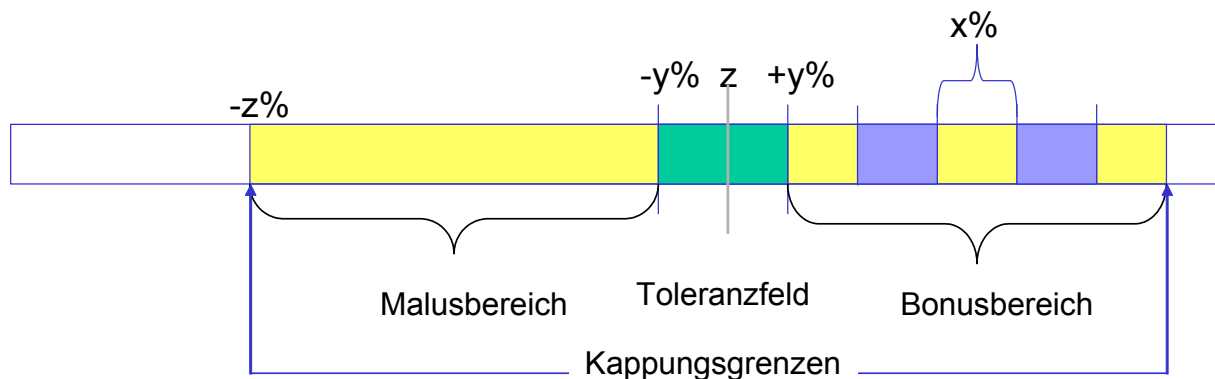 x%
-y% z +y%
-z%
Malusbereich Toleranzfeld Bonusbereich
Kappungsgrenzen